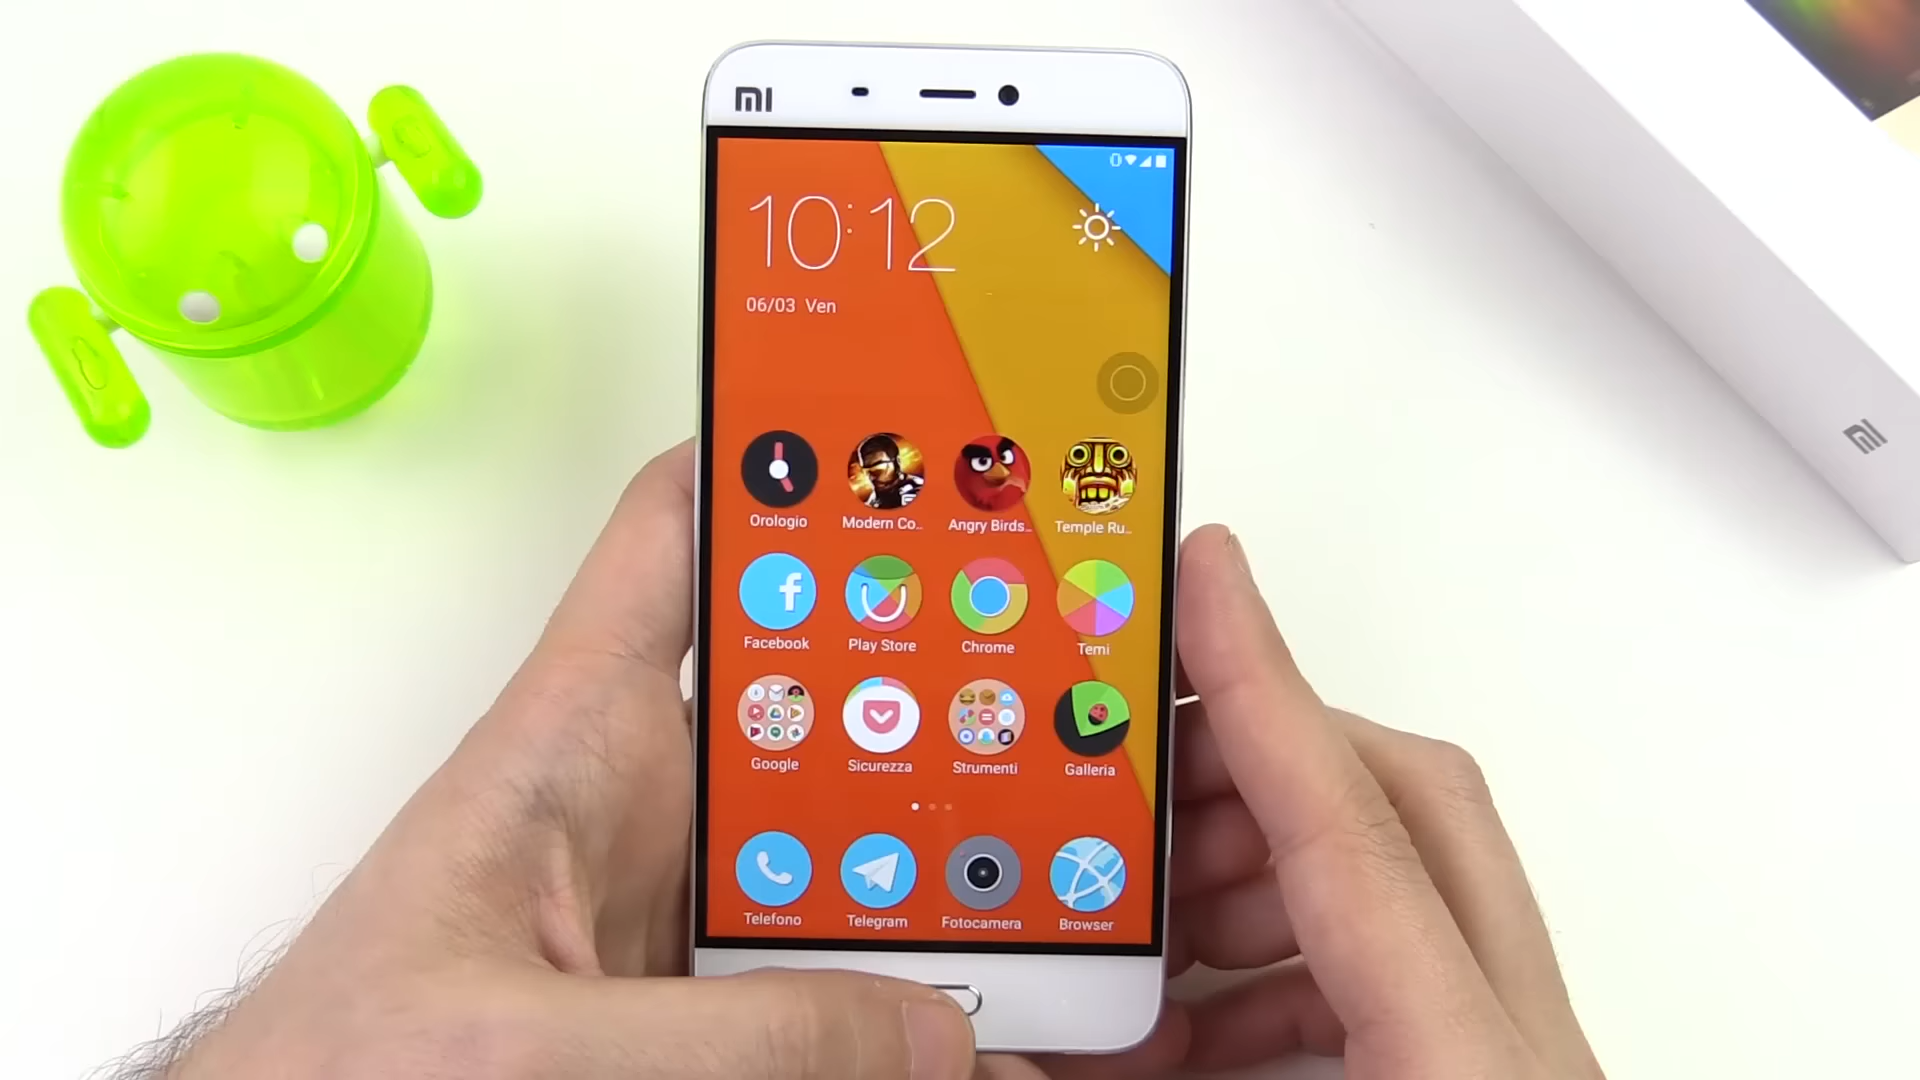 MI
10:12
06/03 Ven
Orologio Modern Co.. Angry Birds.. Temple Ru..
Facebook Play Store Chrome Temi
Google Sicurezza Strumenti Galleria
Telefono Telegram Fotocamera Browser
MI